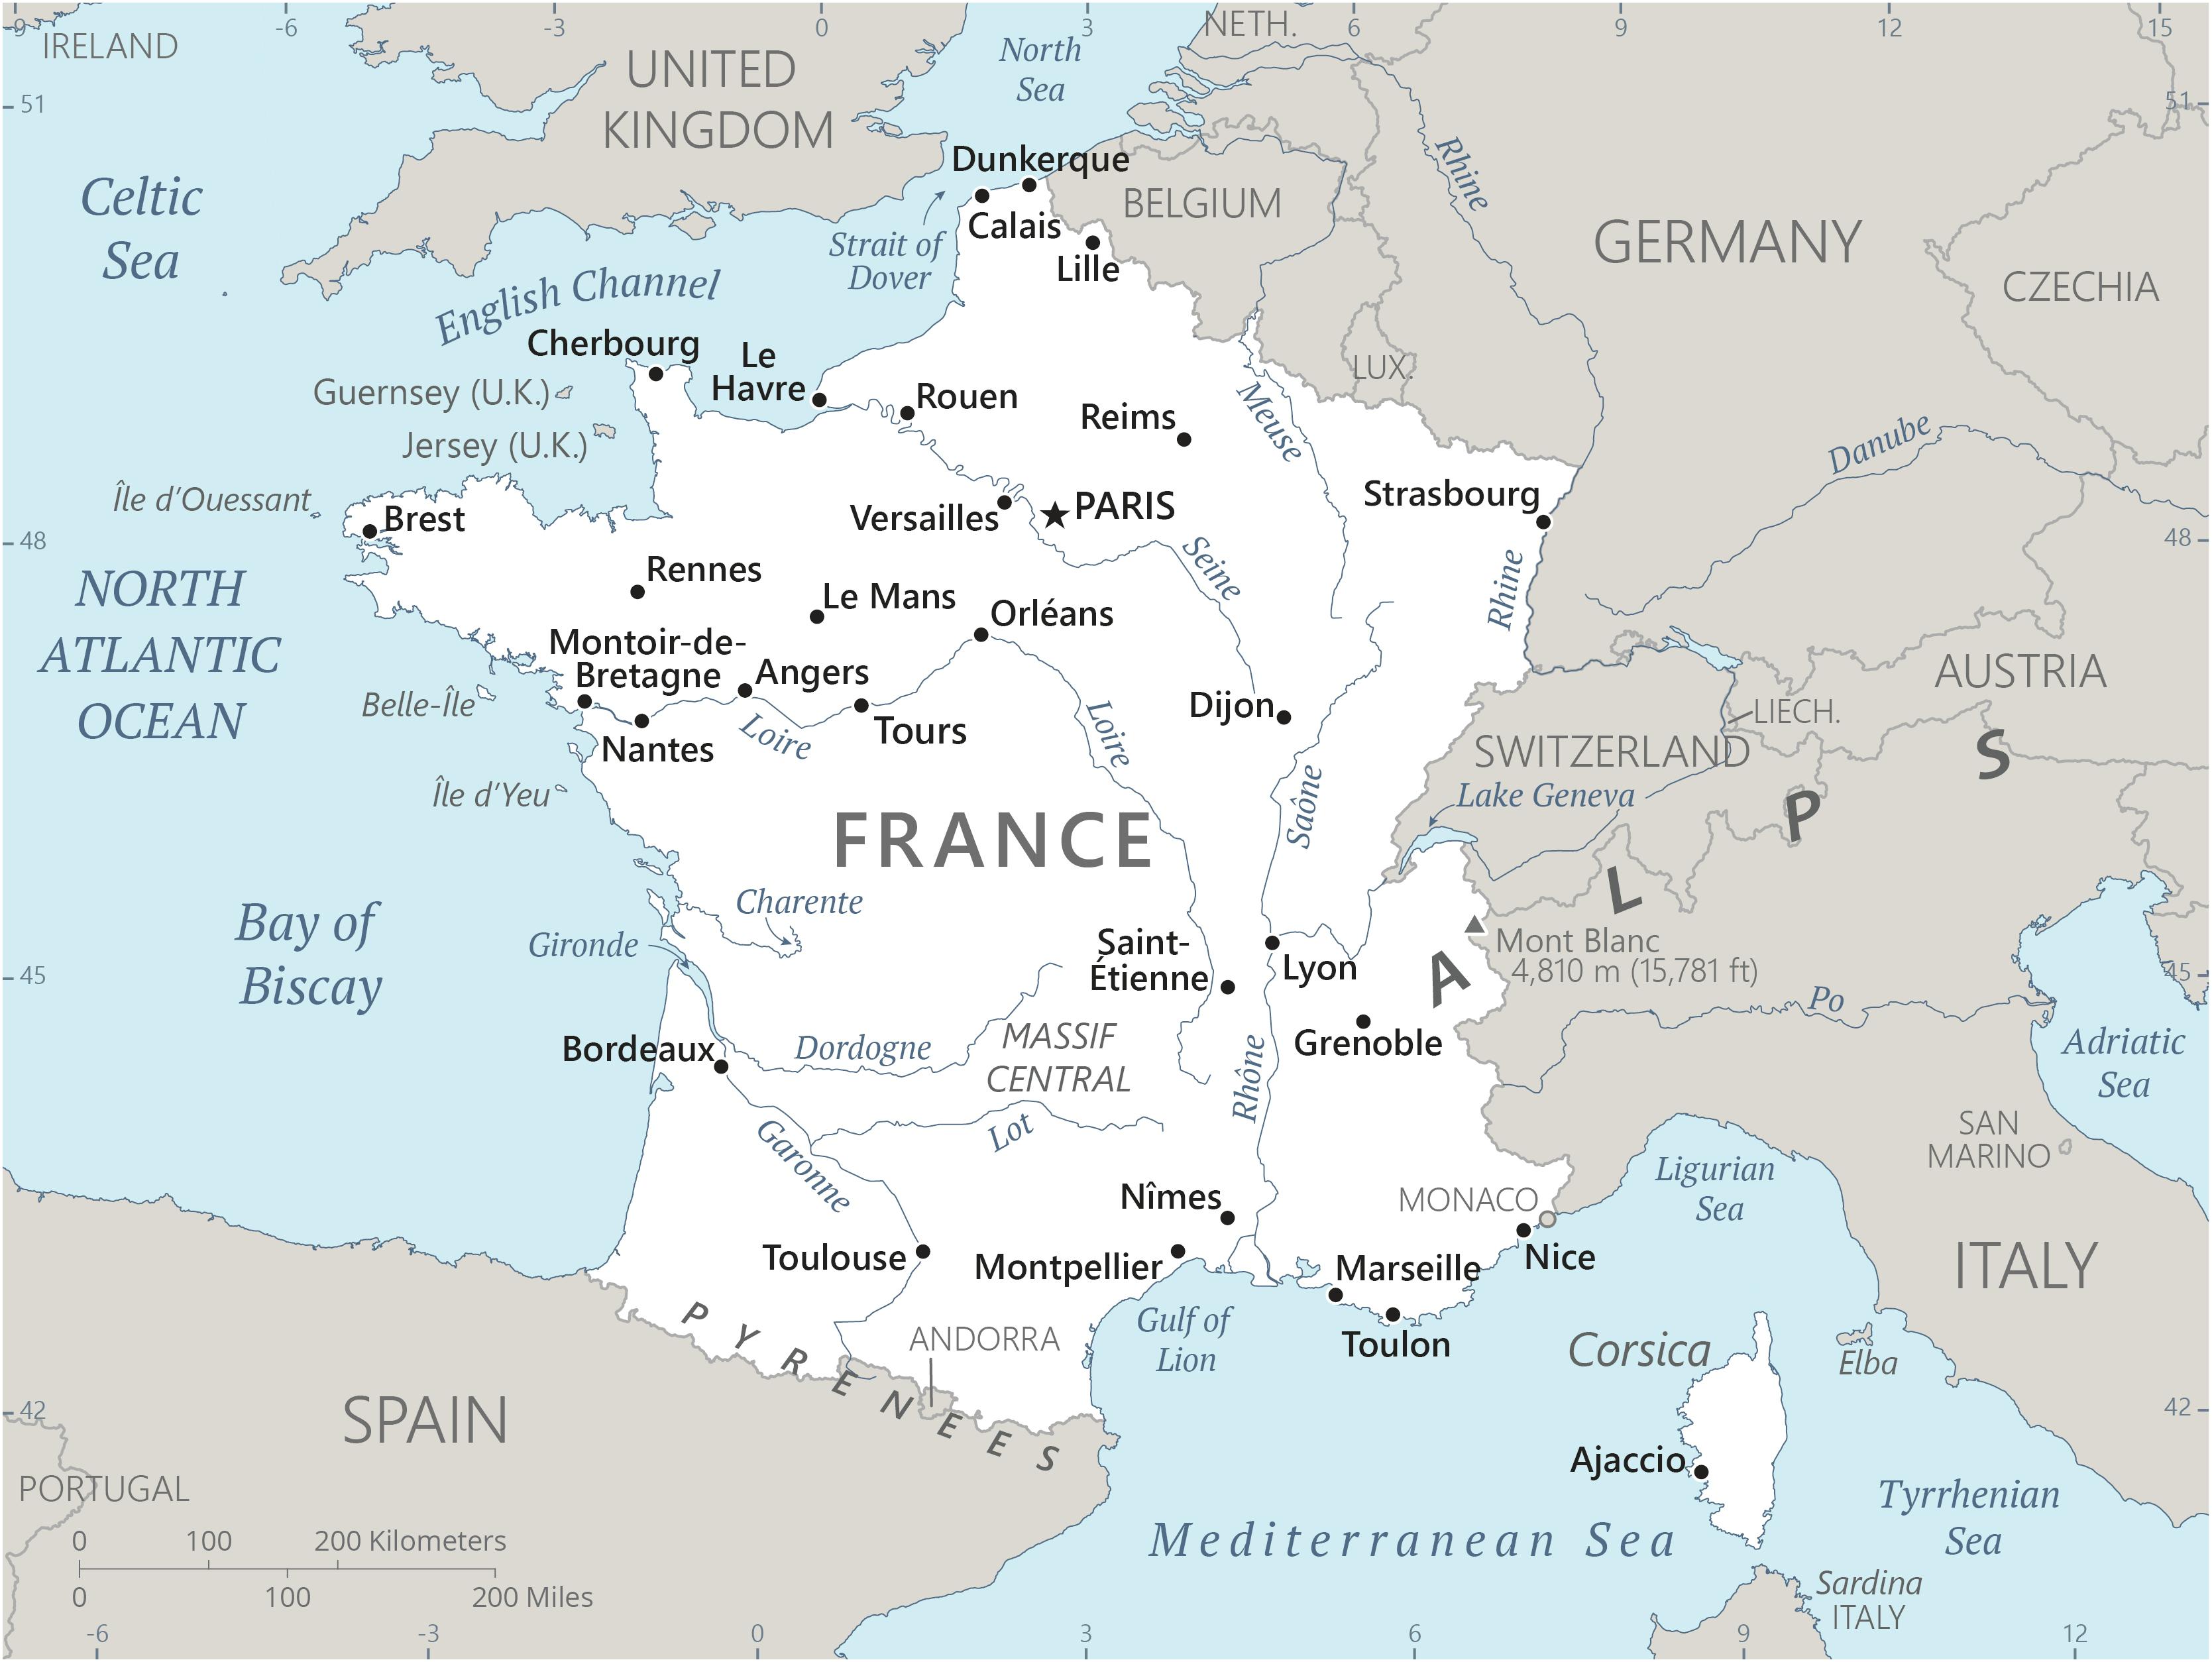 -9
-6
-3
0
3
6
9
12
15
IRELAND
UNITED
KINGDOM
North
Sea
NETH.
51
51
Celtic
Sea
Dunkerque
Calais
BELGIUM
Rhine
GERMANY
Strait of
Dover
Lille
CZECHIA
English Channel
Cherbourg
Le
Havre
Guernsey (U.K.)
Rouen
LUX.
Reims
Meuse
Jersey (U.K.)
Danube
Île d'Ouessant
Brest
Versailles
PARIS
Strasbourg
48
48
NORTH
ATLANTIC
OCEAN
Rennes
Le Mans
Orléans
Seine
Rhine
Montoir-de-
Bretagne
Angers
AUSTRIA
Belle-Île
Nantes
Loire
Tours
Loire
Dijon
LIECH.
SWITZERLAND
Île d'Yeu
Saône
Lake Geneva
FRANCE
ALPS
Charente
Bay of
Biscay
Gironde
Saint-
Étienne
Lyon
Mont Blanc
4,810 m (15,781 ft)
45
45
Po
Bordeaux
Dordogne
MASSIF
CENTRAL
Grenoble
Rhône
Adriatic
Sea
Lot
Garonne
SAN
MARINO
Ligurian
Sea
Nîmes
MONACO
Toulouse
Montpellier
Marseille
Nice
ITALY
PYRENEES
ANDORRA
Gulf of
Lion
Toulon
Corsica
Elba
SPAIN
42
42
Ajaccio
PORTUGAL
Tyrrhenian
Sea
Mediterranean Sea
0
100
200 Kilometers
0
100
200 Miles
Sardina
ITALY
-6
-3
0
3
6
9
12